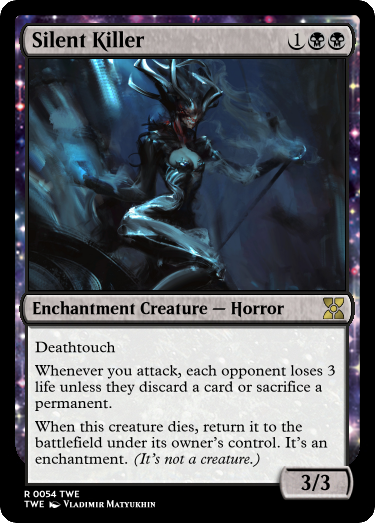 Silent Killer 1
Enchantment Creature — Horror
Deathtouch
Whenever you attack, each opponent loses 3
life unless they discard a card or sacrifice a
permanent.
When this creature dies, return it to the
battlefield under its owner's control. It's an
enchantment. (It's not a creature.)
3/3
R 0054 TWE
TWE Vladimir Matyukhin